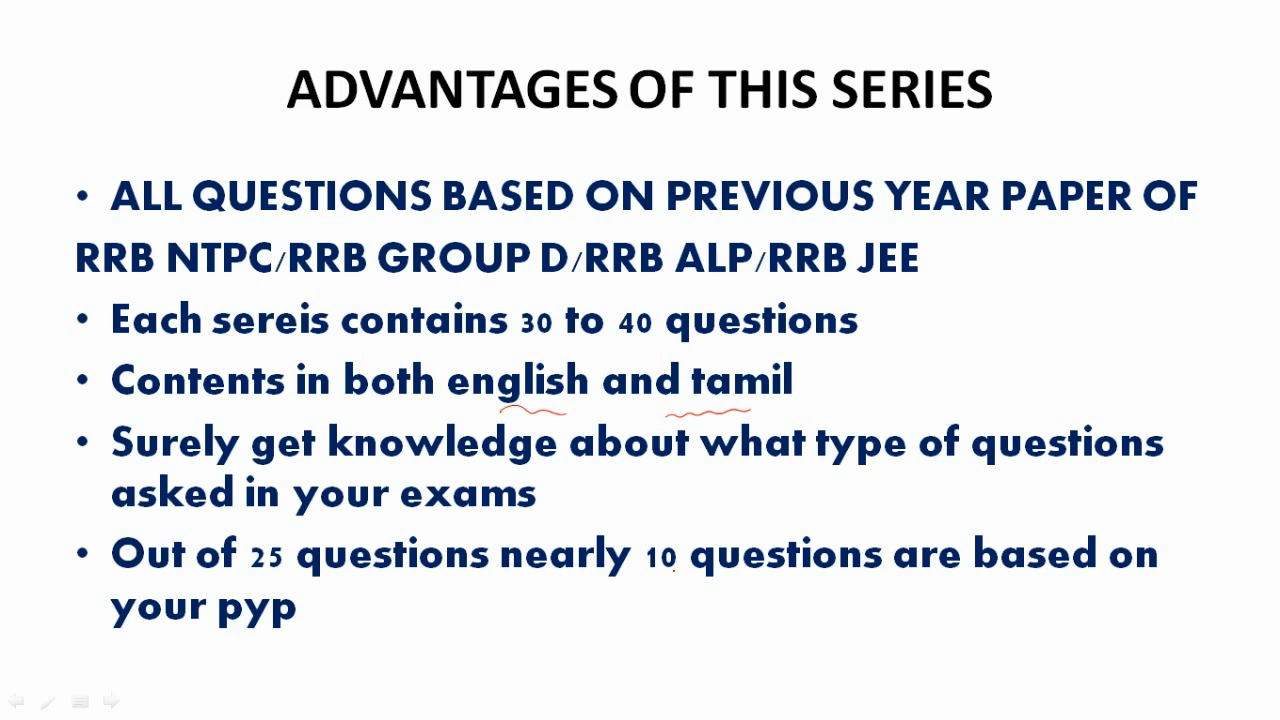 ADVANTAGES OF THIS SERIES
• ALL QUESTIONS BASED ON PREVIOUS YEAR PAPER OF
RRB NTPC/RRB GROUP D/RRB ALP/RRB JEE
• Each sereis contains 30 to 40 questions
• Contents in both english and tamil
• Surely get knowledge about what type of questions
asked in your exams
• Out of 25 questions nearly 10 questions are based on
your pyp